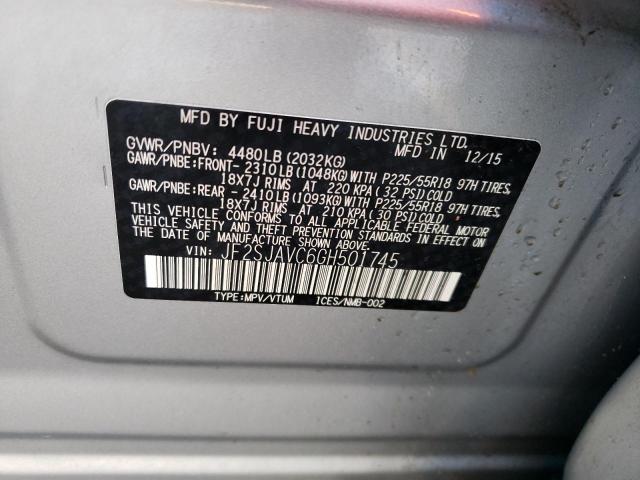 MFD BY FUJI HEAVY INDUSTRIES LTD.
GVWR/PNBV: 4480LB (2032KG) MFD IN 12/15
GAWR/PNBE: FRONT-2310LB (1048KG) WITH P225/55R18 97H TIRES,
18X7J RIMS AT 220 KPA (32 PSI) COLD
GAWR/PNBE: REAR - 2410LB (1093KG) WITH P225/55R18 97H TIRES,
18X7J RIMS AT 210 KPA (30 PSI) COLD
THIS VEHICLE CONFORMS TO ALL APPLICABLE FEDERAL MOTOR
VEHICLE SAFETY AND THEFT PREVENTION STANDARDS IN EFFECT ON
THE DATE OF MANUFACTURE SHOWN ABOVE.
VIN: JF2SJAVC6GH501745
TYPE: MPV/VTUM ICES/NMB-002